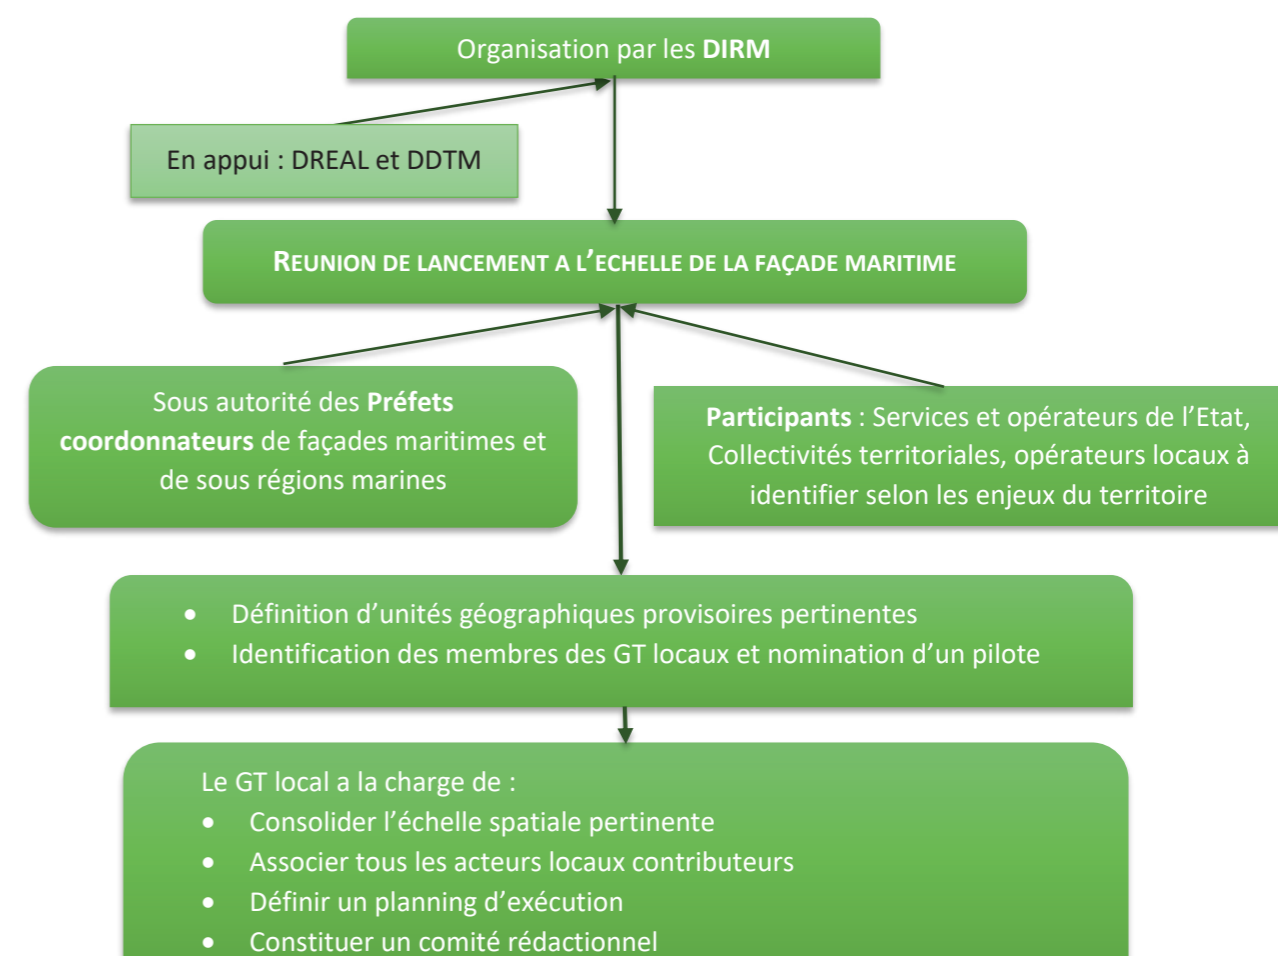 Organisation par les DIRM
En appui : DREAL et DDTM
REUNION DE LANCEMENT A L’ECHELLE DE LA FAÇADE MARITIME
Sous autorité des Préfets
coordonnateurs de façades maritimes et
de sous régions marines
Participants : Services et opérateurs de l’Etat,
Collectivités territoriales, opérateurs locaux à
identifier selon les enjeux du territoire
• Définition d’unités géographiques provisoires pertinentes
• Identification des membres des GT locaux et nomination d’un pilote
Le GT local a la charge de :
• Consolider l’échelle spatiale pertinente
• Associer tous les acteurs locaux contributeurs
• Définir un planning d’exécution
• Constituer un comité rédactionnel